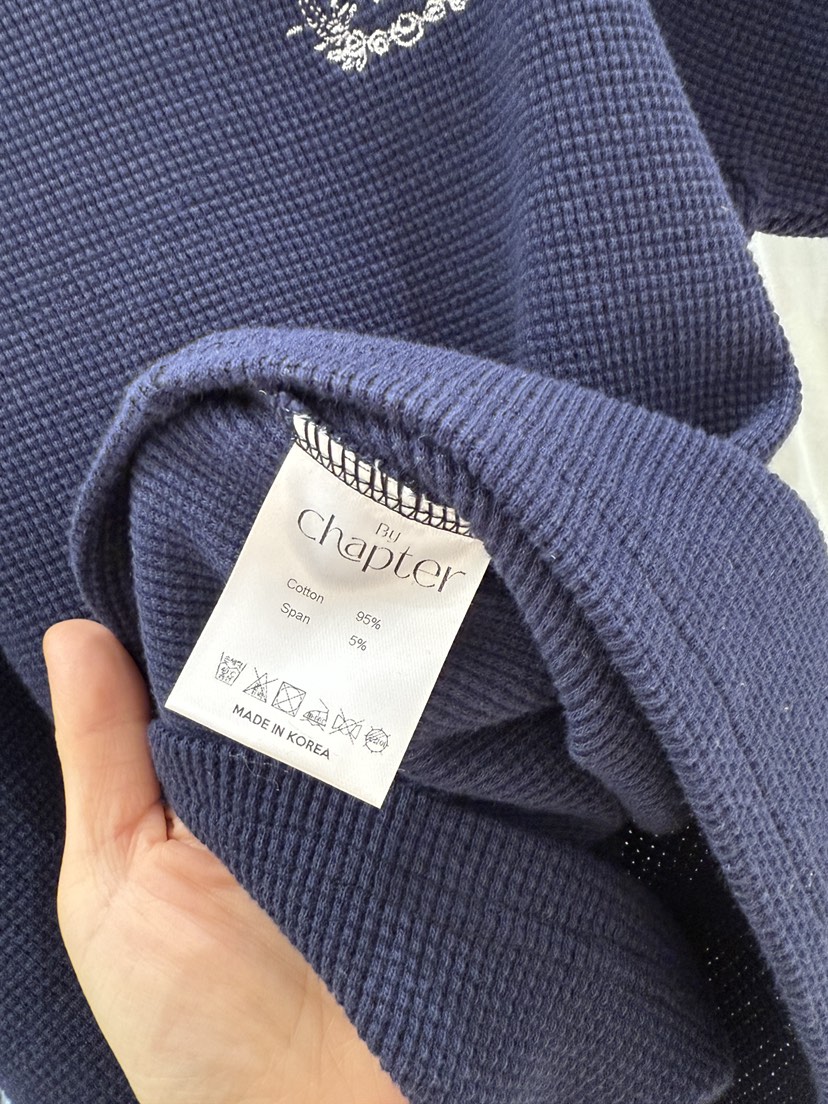 By
chapter
Cotton 95%
Span 5%
MADE IN KOREA